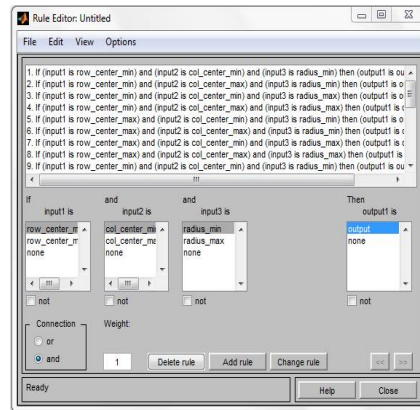 Rule Editor: Untitled
File Edit View Options
1. If (input1 is row_center_min) and (input2 is col_center_min) and (input3 is radius_min) then (output1 is ou
2. If (input1 is row_center_min) and (input2 is col_center_min) and (input3 is radius_max) then (output1 is o
3. If (input1 is row_center_min) and (input2 is col_center_max) and (input3 is radius_min) then (output1 is o
4. If (input1 is row_center_max) and (input2 is col_center_min) and (input3 is radius_min) then (output1 is o
5. If (input1 is row_center_max) and (input2 is col_center_max) and (input3 is radius_min) then (output1 is c
6. If (input1 is row_center_min) and (input2 is col_center_max) and (input3 is radius_max) then (output1 is o
7. If (input1 is row_center_max) and (input2 is col_center_min) and (input3 is radius_max) then (output1 is o
8. If (input1 is row_center_max) and (input2 is col_center_max) and (input3 is radius_max) then (output1 is
9. If (input1 is row_center_min) and (input2 is col_center_min) and (input3 is radius_min) then (output1 is ou
If and and Then
input1 is input2 is input3 is output1 is
row_center_m col_center_mi radius_min output
row_center_m col_center_ma radius_max none
none none none
not not not not
Connection Weight:
or
and 1 Delete rule Add rule Change rule << >>
Ready Help Close